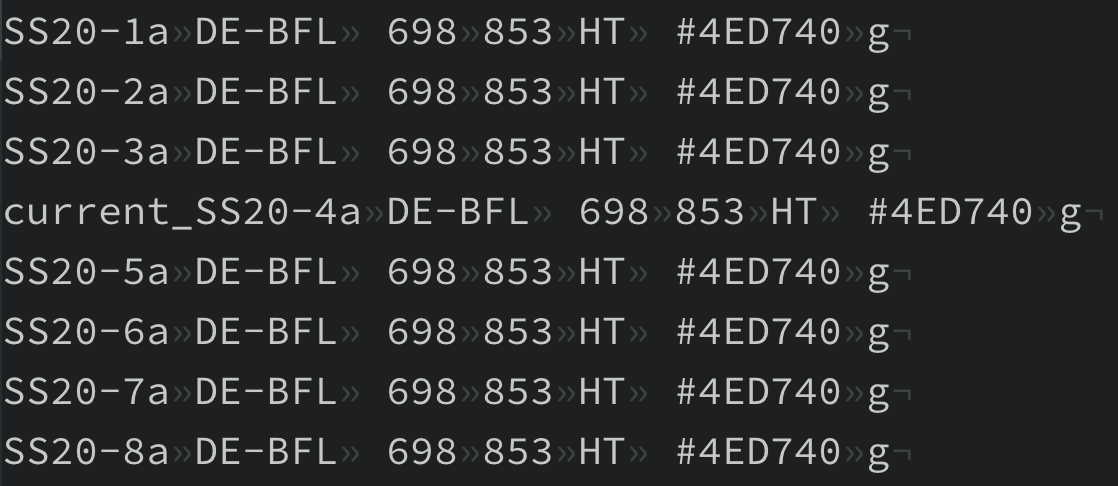 SS20-1a»DE-BFL» 698»853»HT» #4ED740»g¬
SS20-2a»DE-BFL» 698»853»HT» #4ED740»g¬
SS20-3a»DE-BFL» 698»853»HT» #4ED740»g¬
current_SS20-4a»DE-BFL» 698»853»HT» #4ED740»g¬
SS20-5a»DE-BFL» 698»853»HT» #4ED740»g¬
SS20-6a»DE-BFL» 698»853»HT» #4ED740»g¬
SS20-7a»DE-BFL» 698»853»HT» #4ED740»g¬
SS20-8a»DE-BFL» 698»853»HT» #4ED740»g¬